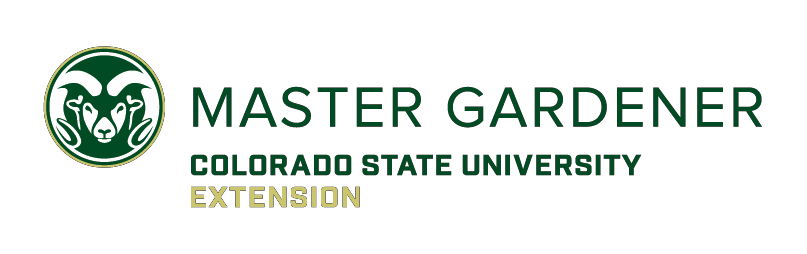 MASTER GARDENER
COLORADO STATE UNIVERSITY
EXTENSION